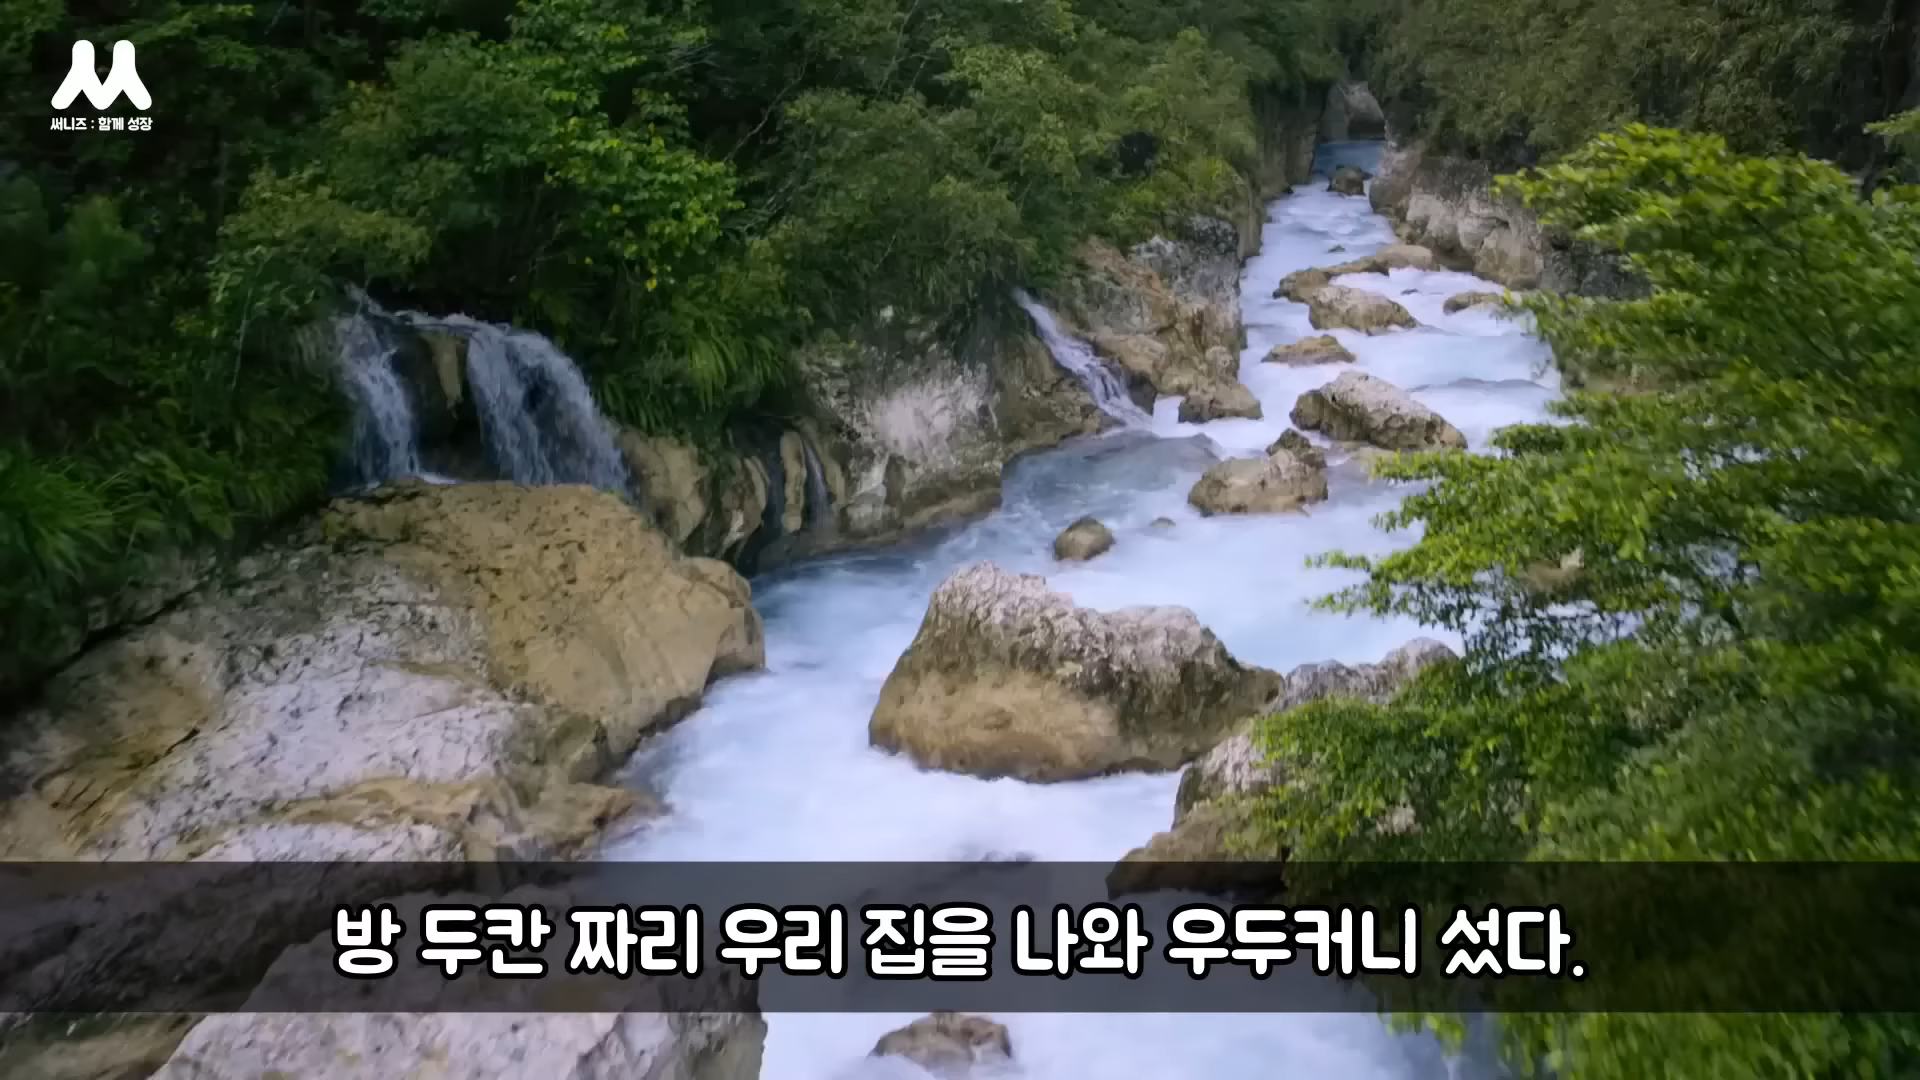 써니즈 : 함께 성장
방 두칸 짜리 우리 집을 나와 우두커니 섰다.